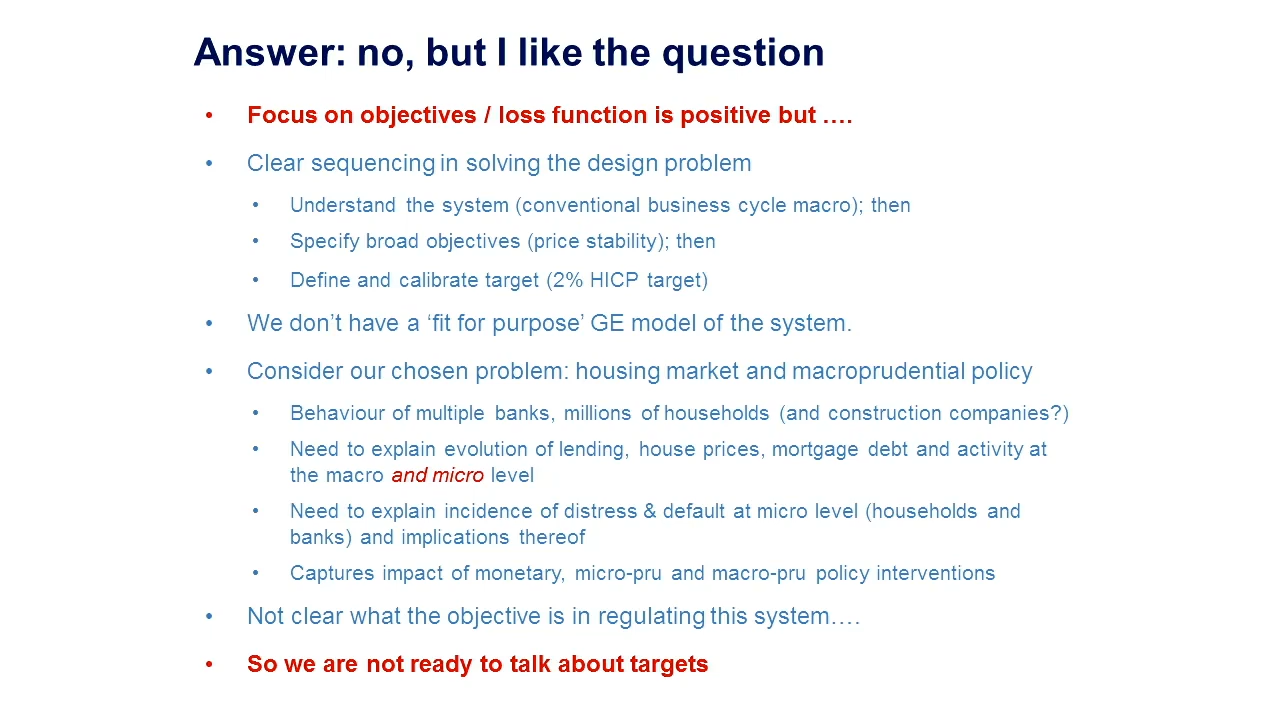 Answer: no, but I like the question
• Focus on objectives / loss function is positive but ….
• Clear sequencing in solving the design problem
• Understand the system (conventional business cycle macro); then
• Specify broad objectives (price stability); then
• Define and calibrate target (2% HICP target)
• We don’t have a ‘fit for purpose’ GE model of the system.
• Consider our chosen problem: housing market and macroprudential policy
• Behaviour of multiple banks, millions of households (and construction companies?)
• Need to explain evolution of lending, house prices, mortgage debt and activity at
the macro and micro level
• Need to explain incidence of distress & default at micro level (households and
banks) and implications thereof
• Captures impact of monetary, micro-pru and macro-pru policy interventions
• Not clear what the objective is in regulating this system….
• So we are not ready to talk about targets